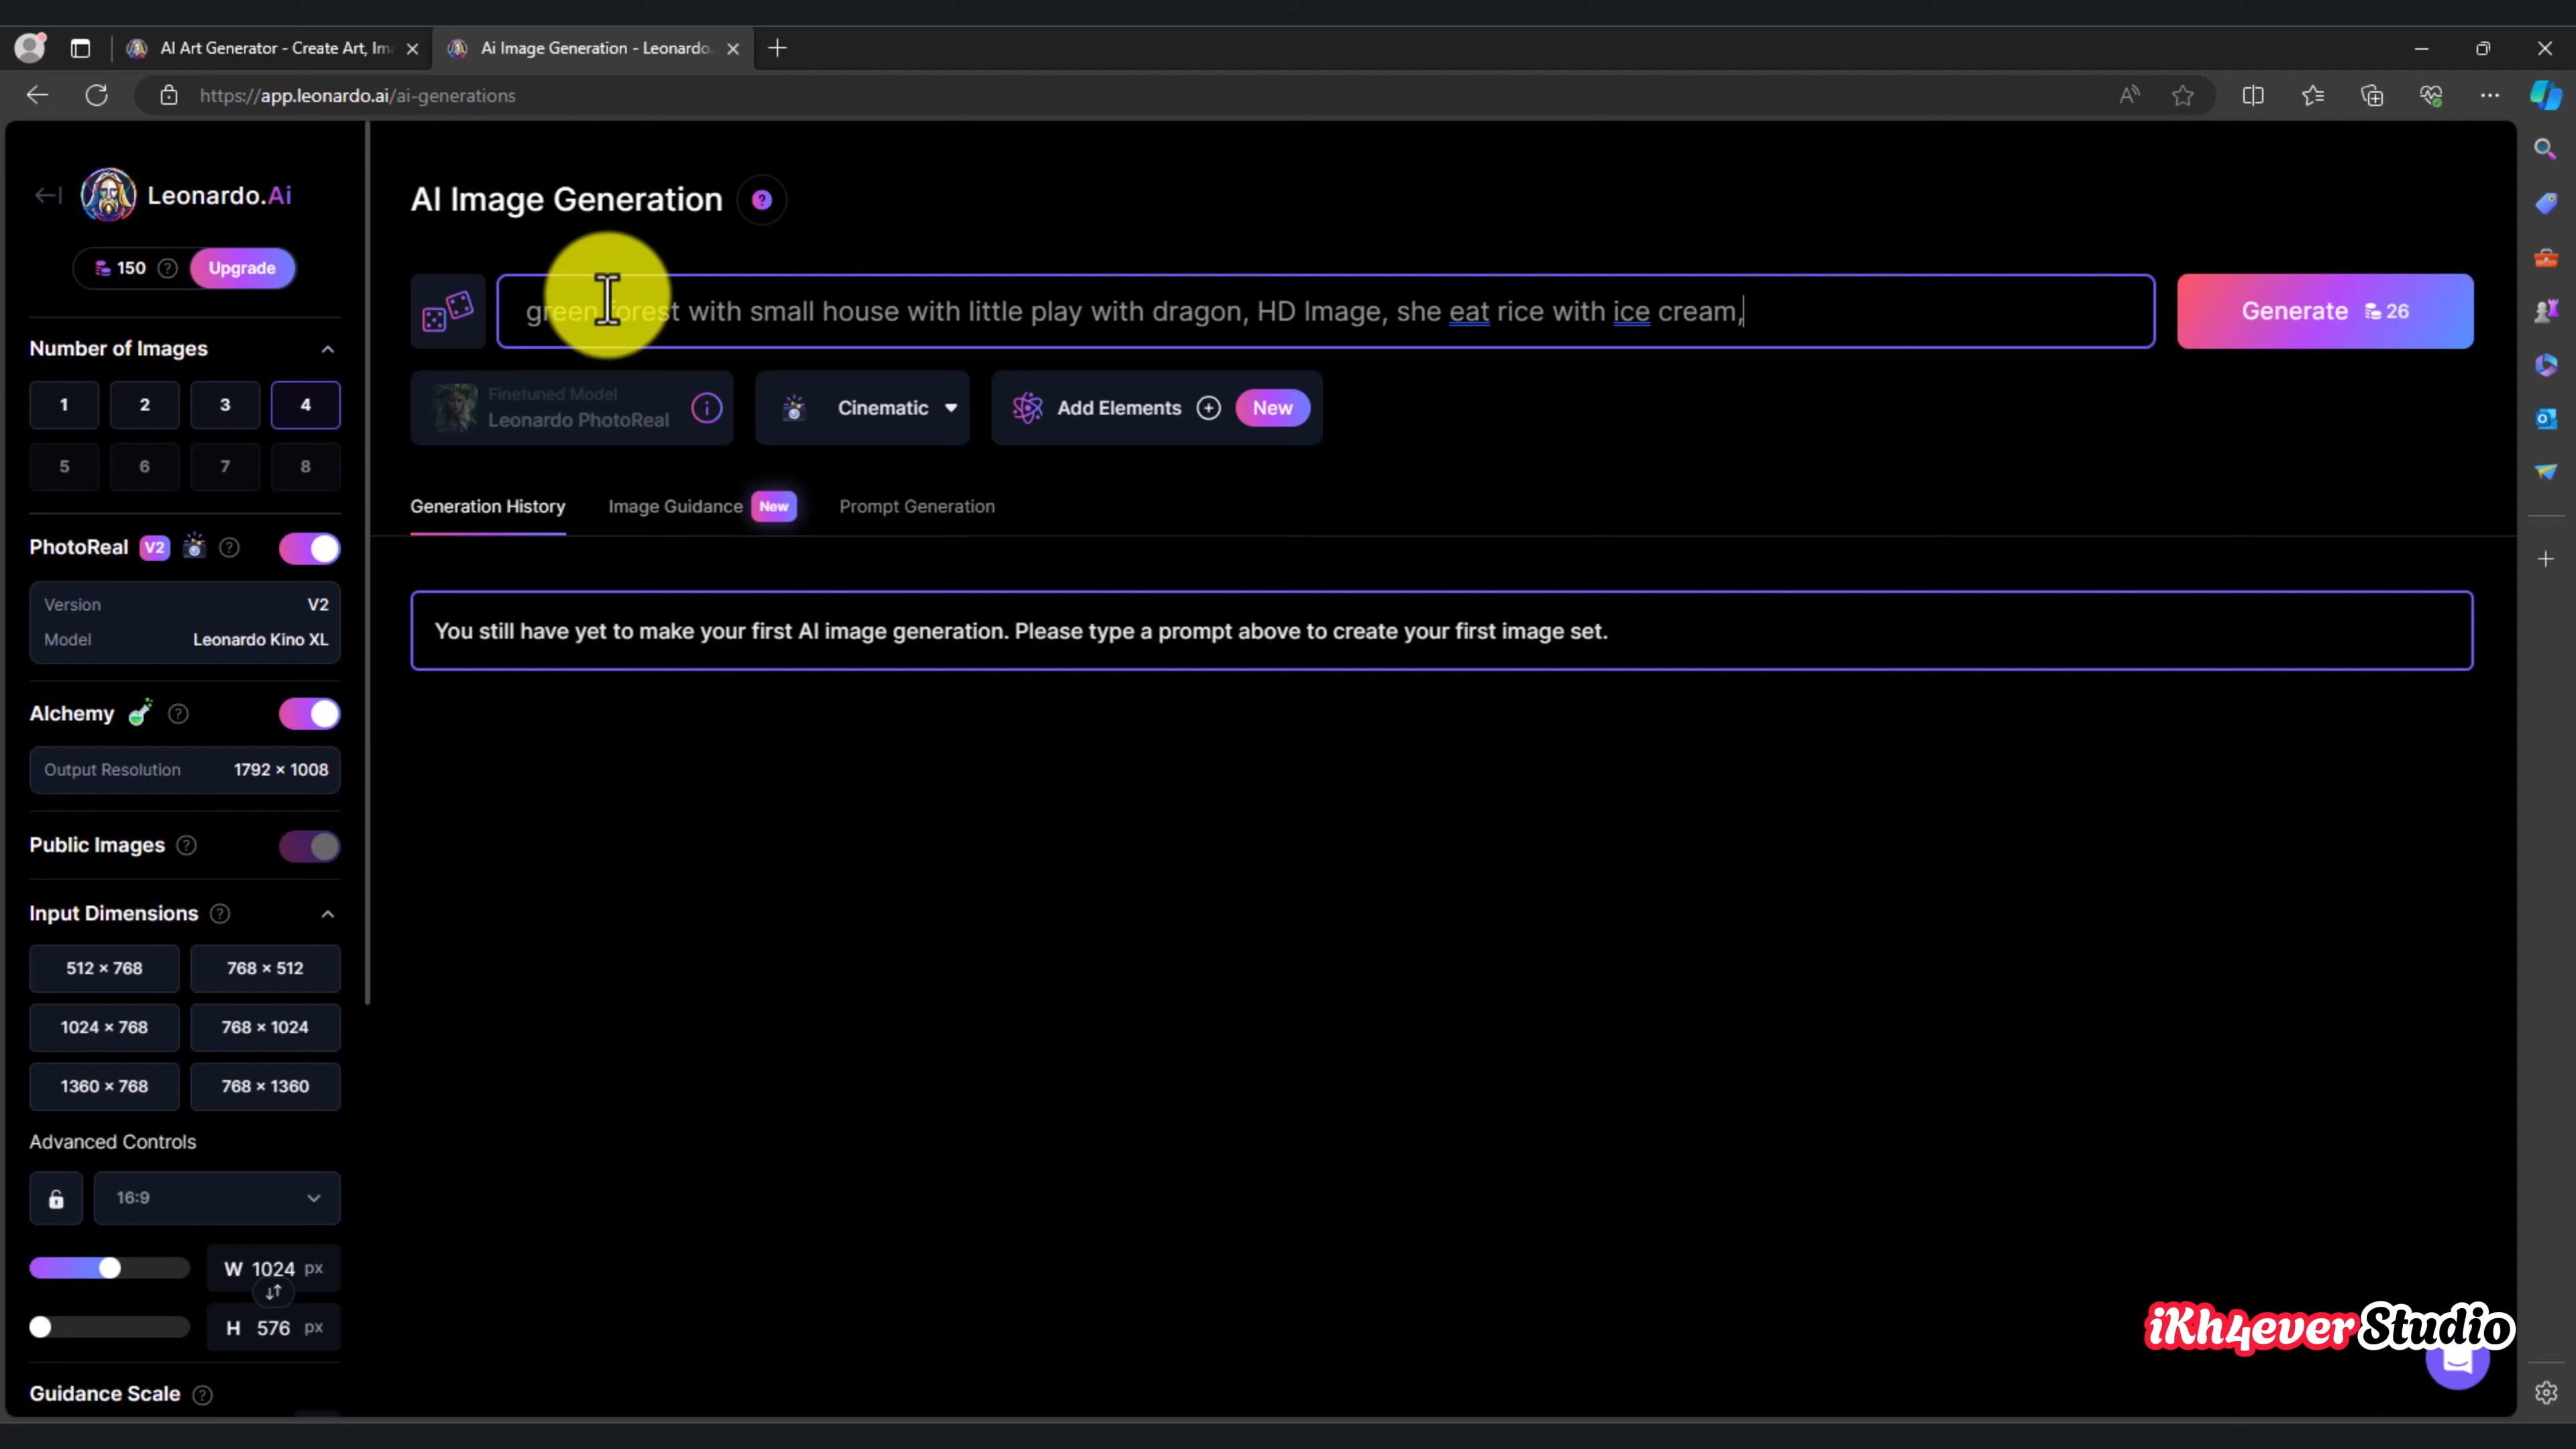 AI Art Generator - Create Art, Ima
Ai Image Generation - Leonardo.
https://app.leonardo.ai/ai-generations
Leonardo.Ai
150
Upgrade
AI Image Generation
green forest with small house with little play with dragon, HD Image, she eat rice with ice cream,
Generate 26
Finetuned Model
Leonardo PhotoReal
Cinematic
Add Elements
New
Generation History
Image Guidance New
Prompt Generation
You still have yet to make your first AI image generation. Please type a prompt above to create your first image set.
Number of Images
1 2 3 4
5 6 7 8
PhotoReal V2
Version V2
Model Leonardo Kino XL
Alchemy
Output Resolution 1792 × 1008
Public Images
Input Dimensions
512 × 768 768 × 512
1024 × 768 768 × 1024
1360 × 768 768 × 1360
Advanced Controls
16:9
W 1024 px
H 576 px
Guidance Scale
iKh4ever Studio